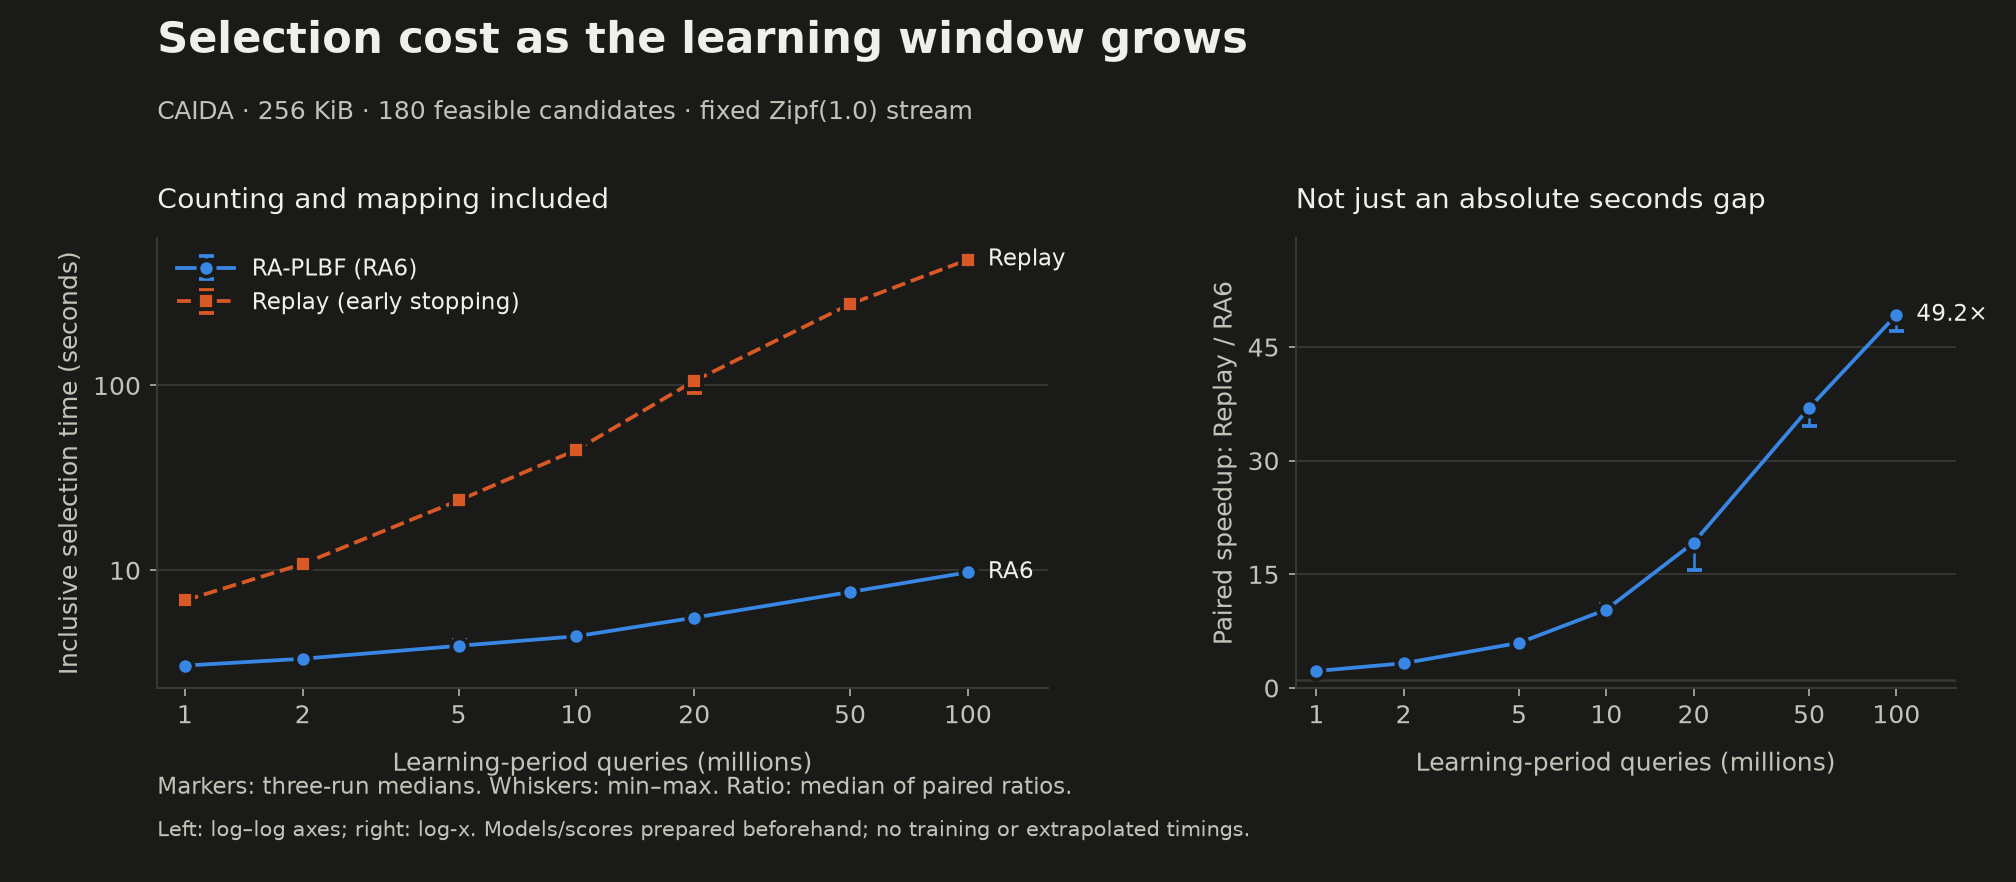 Selection cost as the learning window grows
CAIDA · 256 KiB · 180 feasible candidates · fixed Zipf(1.0) stream
Counting and mapping included
Inclusive selection time (seconds)
100
10
RA-PLBF (RA6)
Replay (early stopping)
Replay
RA6
1 2 5 10 20 50 100
Learning-period queries (millions)
Not just an absolute seconds gap
Paired speedup: Replay / RA6
45
30
15
0
49.2×
1 2 5 10 20 50 100
Learning-period queries (millions)
Markers: three-run medians. Whiskers: min–max. Ratio: median of paired ratios.
Left: log–log axes; right: log-x. Models/scores prepared beforehand; no training or extrapolated timings.